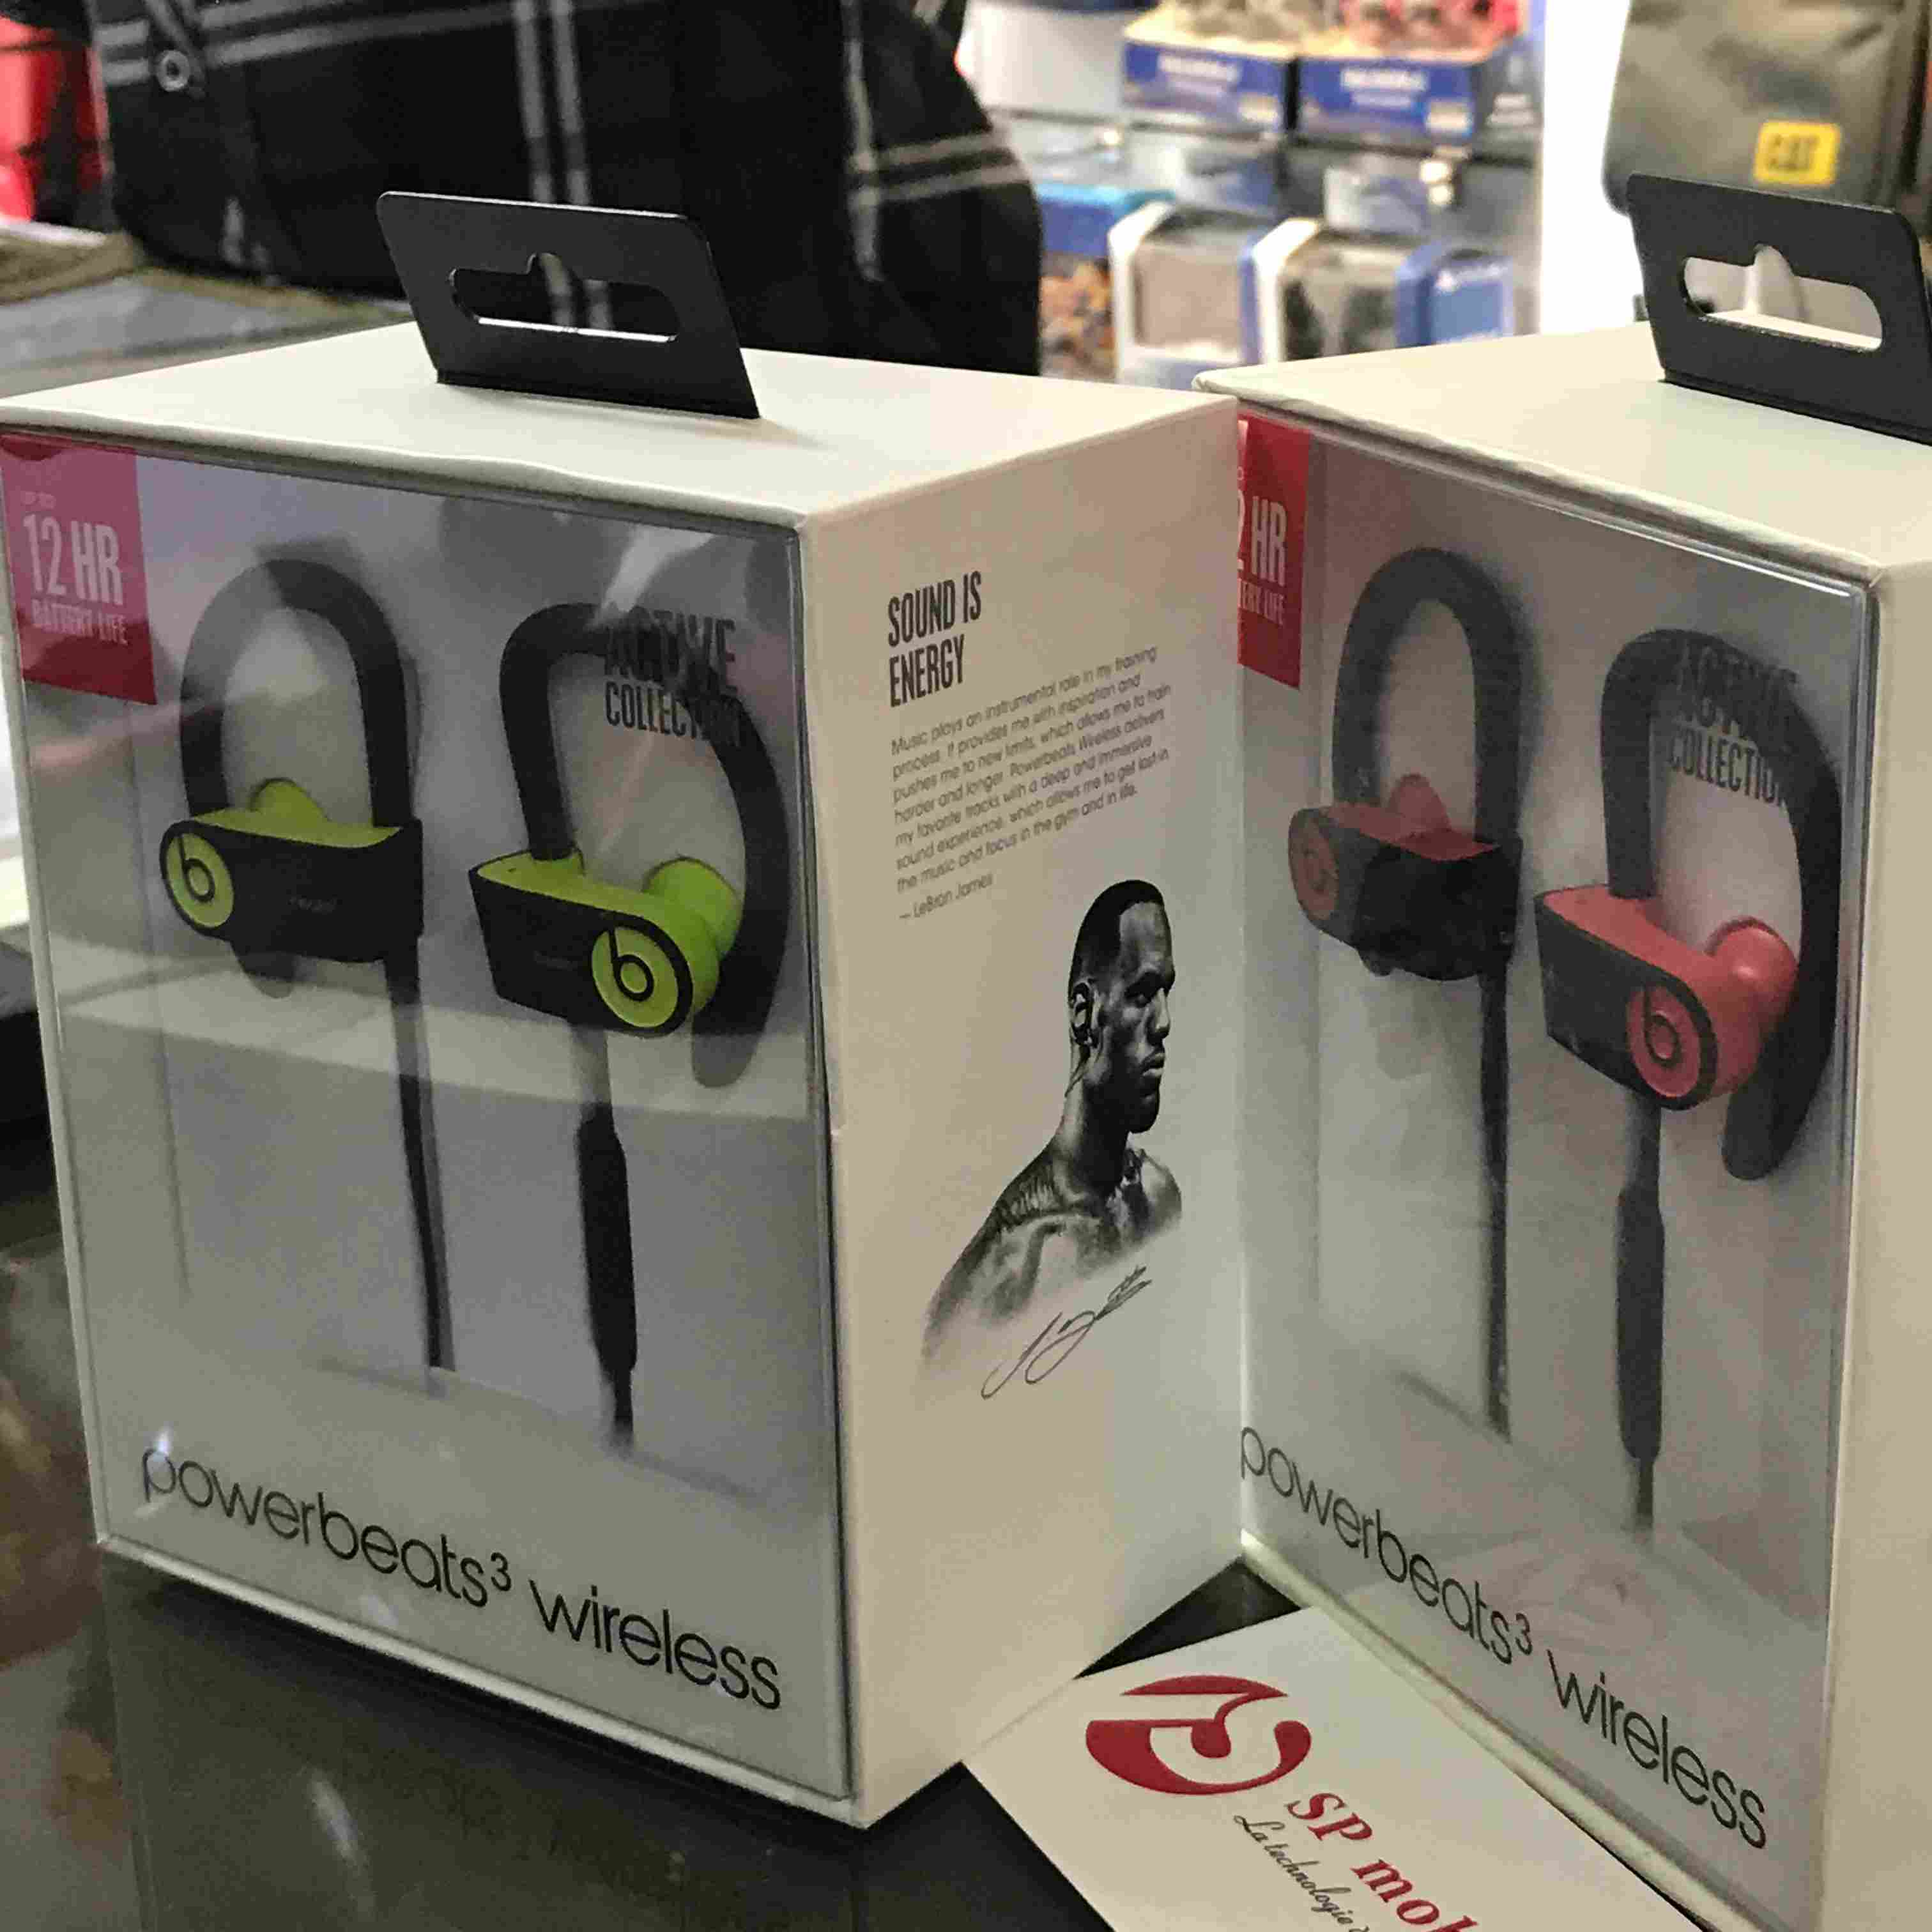 12 HR
BATTERY LIFE
ACTIVE
COLLECTION
powerbeats³ wireless
SOUND IS
ENERGY
Music plays an instrumental role in my training
process. It provides me with inspiration and
pushes me to new limits, which allows me to train
harder and longer. Powerbeats Wireless delivers
my favorite tracks with a deep and immersive
sound experience, which allows me to get lost in
the music and focus in the gym and in life.
— LeBron James
HR
LIFE
ACTIVE
COLLECTION
powerbeats³ wireless
CAT
SP mob
La technologie